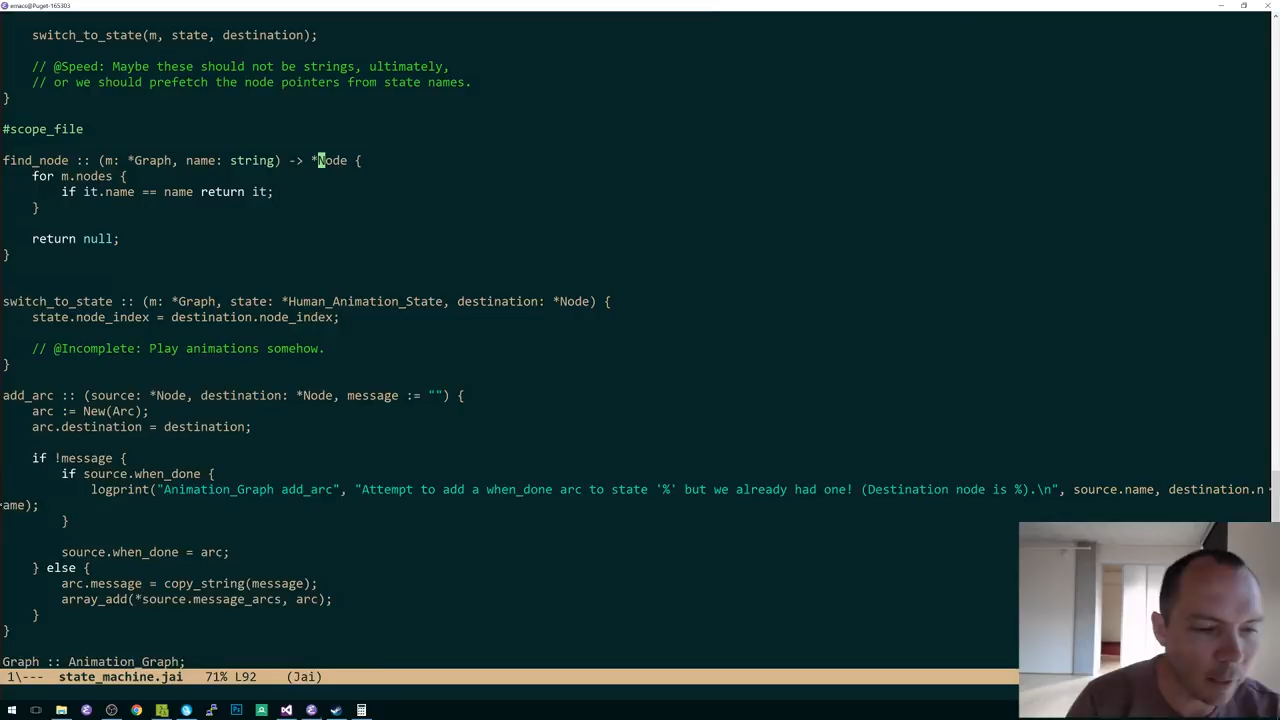 emacs@Puget-165303
switch_to_state(m, state, destination);
// @Speed: Maybe these should not be strings, ultimately,
// or we should prefetch the node pointers from state names.
}
#scope_file
find_node :: (m: *Graph, name: string) -> *Node {
for m.nodes {
if it.name == name return it;
}
return null;
}
switch_to_state :: (m: *Graph, state: *Human_Animation_State, destination: *Node) {
state.node_index = destination.node_index;
// @Incomplete: Play animations somehow.
}
add_arc :: (source: *Node, destination: *Node, message := "") {
arc := New(Arc);
arc.destination = destination;
if !message {
if source.when_done {
logprint("Animation_Graph add_arc", "Attempt to add a when_done arc to state '%' but we already had one! (Destination node is %).\n", source.name, destination.n
ame);
}
source.when_done = arc;
} else {
arc.message = copy_string(message);
array_add(*source.message_arcs, arc);
}
}
Graph :: Animation_Graph;
1\--- state_machine.jai 71% L92 (Jai)